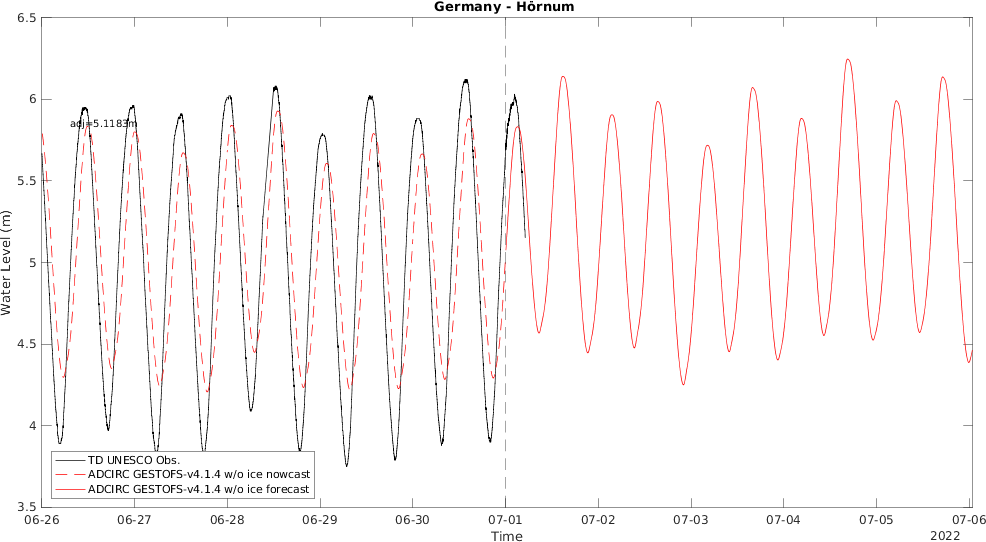 Germany - Hörnum
6.5
6
5.5
5
4.5
4
3.5
Water Level (m)
adj=5.1183m
TD UNESCO Obs.
ADCIRC GESTOFS-v4.1.4 w/o ice nowcast
ADCIRC GESTOFS-v4.1.4 w/o ice forecast
06-26 06-27 06-28 06-29 06-30 07-01 07-02 07-03 07-04 07-05 07-06
Time
2022